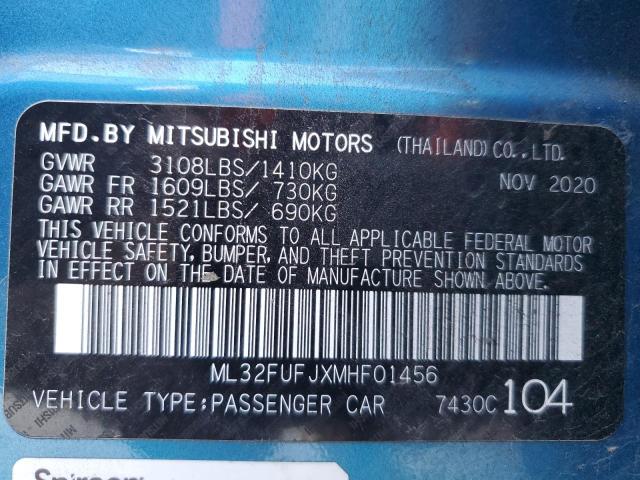 MFD.BY MITSUBISHI MOTORS (THAILAND)CO.,LTD.
GVWR 3108LBS/1410KG
NOV 2020
GAWR FR 1609LBS/ 730KG
GAWR RR 1521LBS/ 690KG
THIS VEHICLE CONFORMS TO ALL APPLICABLE FEDERAL MOTOR
VEHICLE SAFETY, BUMPER, AND THEFT PREVENTION STANDARDS
IN EFFECT ON THE DATE OF MANUFACTURE SHOWN ABOVE.
ML32FUFJXMHF01456
VEHICLE TYPE:PASSENGER CAR 7430C 104